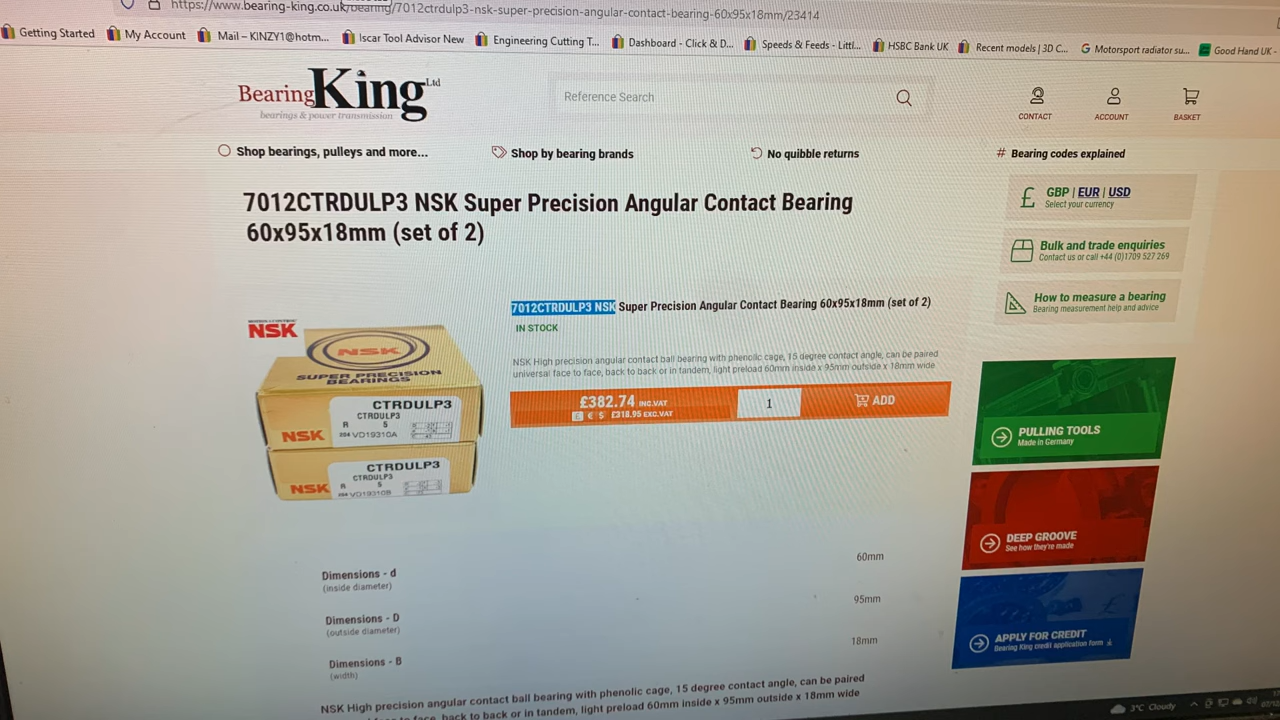 https://www.bearing-king.co.uk/bearing/7012ctrdulp3-nsk-super-precision-angular-contact-bearing-60x95x18mm/23414
Getting Started
My Account
Mail – KINZY1@hotm...
Iscar Tool Advisor New
Engineering Cutting T...
Dashboard - Click & D...
Speeds & Feeds - Littl...
HSBC Bank UK
Recent models | 3D C...
Motorsport radiator su...
Good Hand UK -
Bearing King Ltd
bearings & power transmission
Reference Search
CONTACT
ACCOUNT
BASKET
Shop bearings, pulleys and more...
Shop by bearing brands
No quibble returns
# Bearing codes explained
7012CTRDULP3 NSK Super Precision Angular Contact Bearing
60x95x18mm (set of 2)
£ GBP | EUR | USD
Select your currency
Bulk and trade enquiries
Contact us or call +44 (0)1709 527 269
How to measure a bearing
Bearing measurement help and advice
7012CTRDULP3 NSK Super Precision Angular Contact Bearing 60x95x18mm (set of 2)
IN STOCK
NSK High precision angular contact ball bearing with phenolic cage, 15 degree contact angle, can be paired
universal face to face, back to back or in tandem, light preload 60mm inside x 95mm outside x 18mm wide
£382.74 INC.VAT
£ € $ £318.95 EXC.VAT
1
ADD
NSK
NSK
SUPER PRECISION
BEARINGS
CTRDULP3
CTRDULP3
R S
NSK
VD19310A
CTRDULP3
CTRDULP3
R S
NSK
VD19310B
PULLING TOOLS
Made in Germany
DEEP GROOVE
See how they're made
APPLY FOR CREDIT
Bearing King credit application form
Dimensions - d
(inside diameter)
60mm
Dimensions - D
(outside diameter)
95mm
Dimensions - B
(width)
18mm
NSK High precision angular contact ball bearing with phenolic cage, 15 degree contact angle, can be paired
face, back to back or in tandem, light preload 60mm inside x 95mm outside x 18mm wide
3°C Cloudy